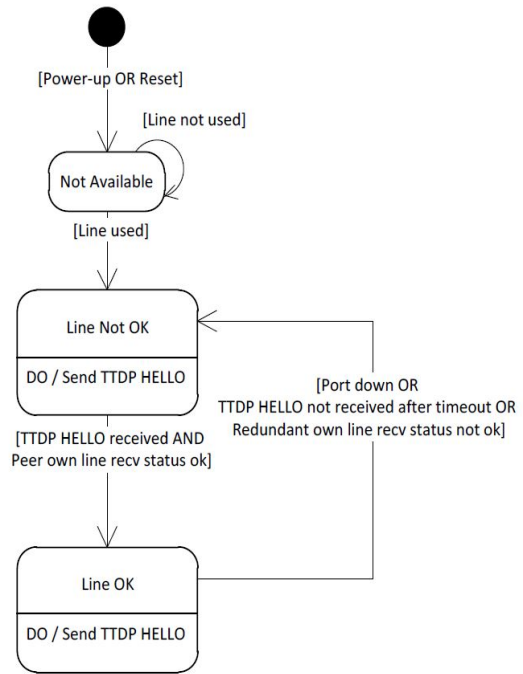 [Power-up OR Reset]
[Line not used]
Not Available
[Line used]
Line Not OK
DO / Send TTDP HELLO
[Port down OR
TTDP HELLO not received after timeout OR
Redundant own line recv status not ok]
[TTDP HELLO received AND
Peer own line recv status ok]
Line OK
DO / Send TTDP HELLO